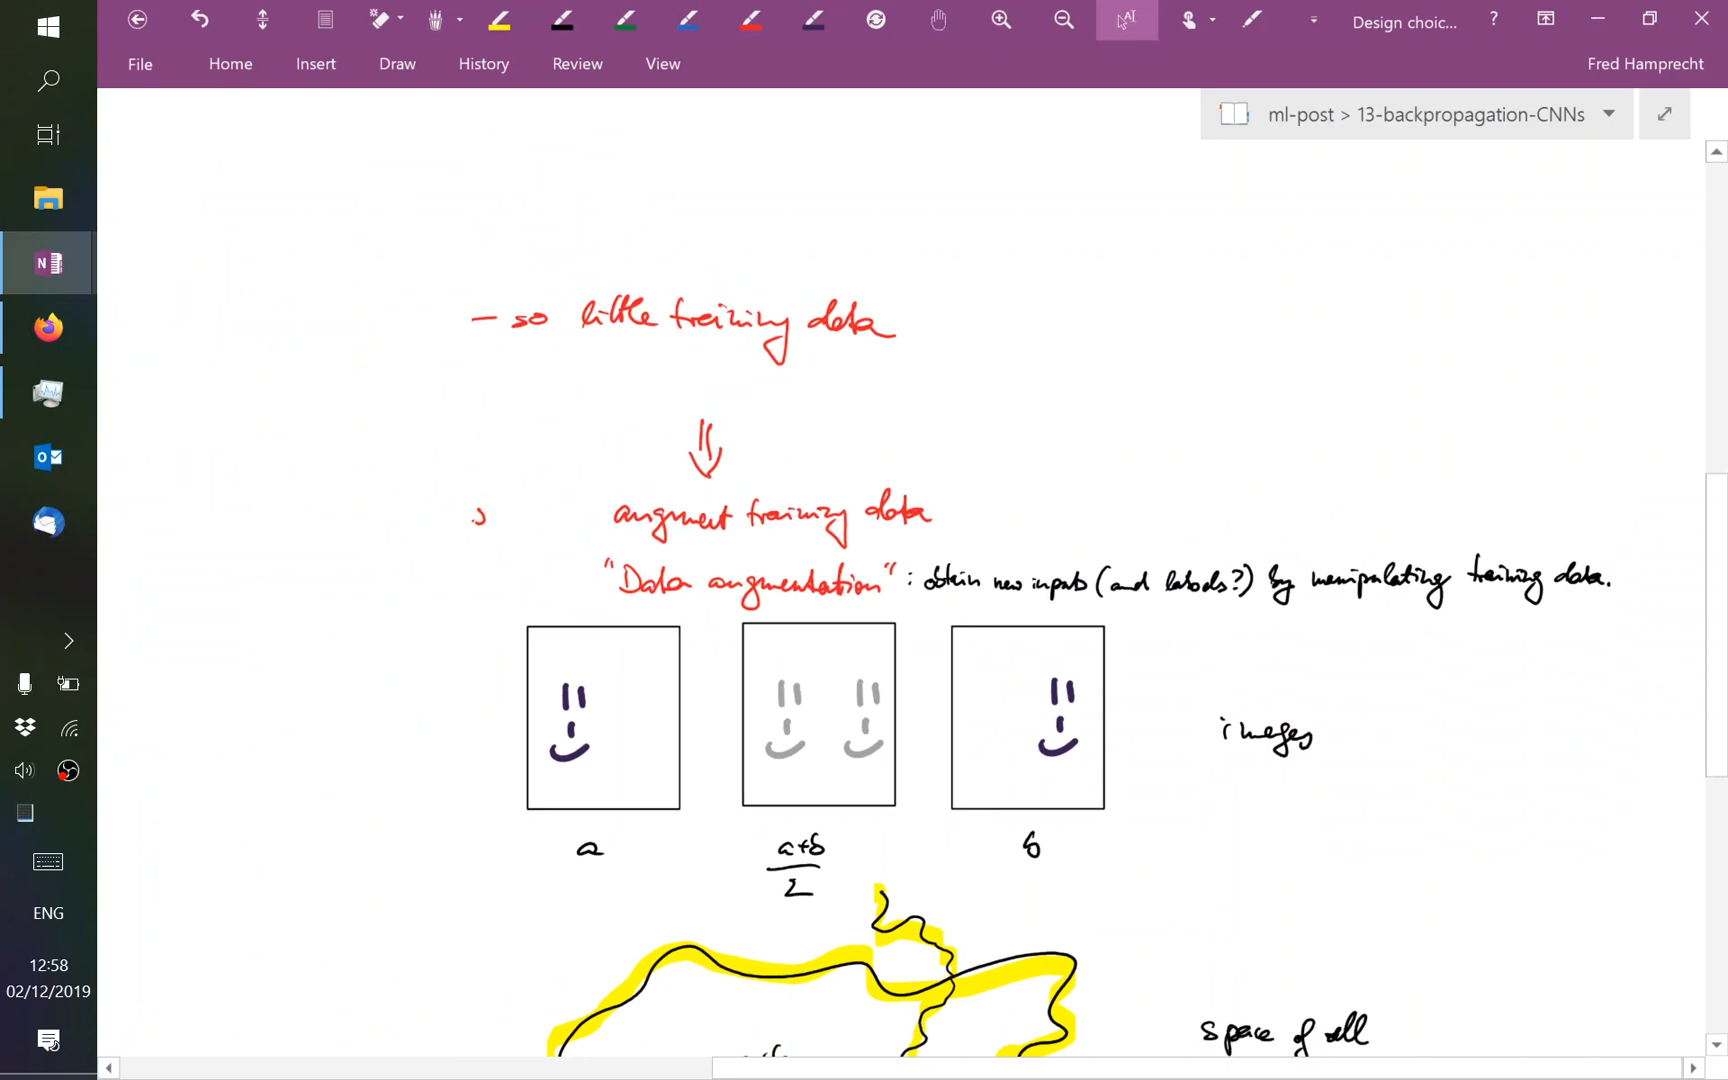 Design choic...
?
File
Home
Insert
Draw
History
Review
View
Fred Hamprecht
ml-post > 13-backpropagation-CNNs
- so little training data
augment training data
"Data augmentation" : obtain new inputs (and labels?) by manipulating training data.
images
a
a+b
2
b
space of all
ENG
12:58
02/12/2019